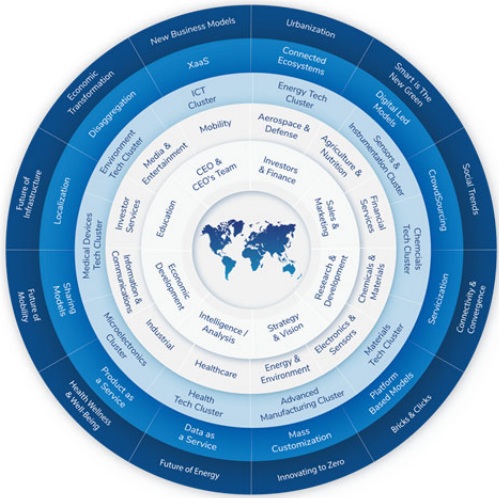 New Business Models
Urbanization
Smart is The
New Green
Social Trends
Connectivity &
Convergence
Bricks & Clicks
Innovating to Zero
Future of Energy
Health Wellness
& Well-Being
Future of
Mobility
Future of
Infrastructure
Economic
Transformation
XaaS
Connected
Ecosystems
Digital Led
Models
CrowdSourcing
Servicization
Platform
Based Models
Mass
Customization
Data as
a Service
Product as
a Service
Sharing
Models
Localization
Disaggregation
ICT
Cluster
Energy Tech
Cluster
Sensors &
Instrumentation Cluster
Chemcials
Tech Cluster
Materials
Tech Cluster
Advanced
Manufacturing Cluster
Health
Tech Cluster
Microelectronics
Cluster
Medical Devices
Tech Cluster
Environment
Tech Cluster
Mobility
Aerospace &
Defense
Agriculture &
Nutrition
Financial
Services
Chemicals &
Materials
Electronics &
Sensors
Energy &
Environment
Healthcare
Industrial
Information &
Communications
Investor
Services
Media &
Entertainment
CEO &
CEO's Team
Investors
& Finance
Sales &
Marketing
Research &
Development
Strategy
& Vision
Intelligence /
Analysis
Economic
Development
Education